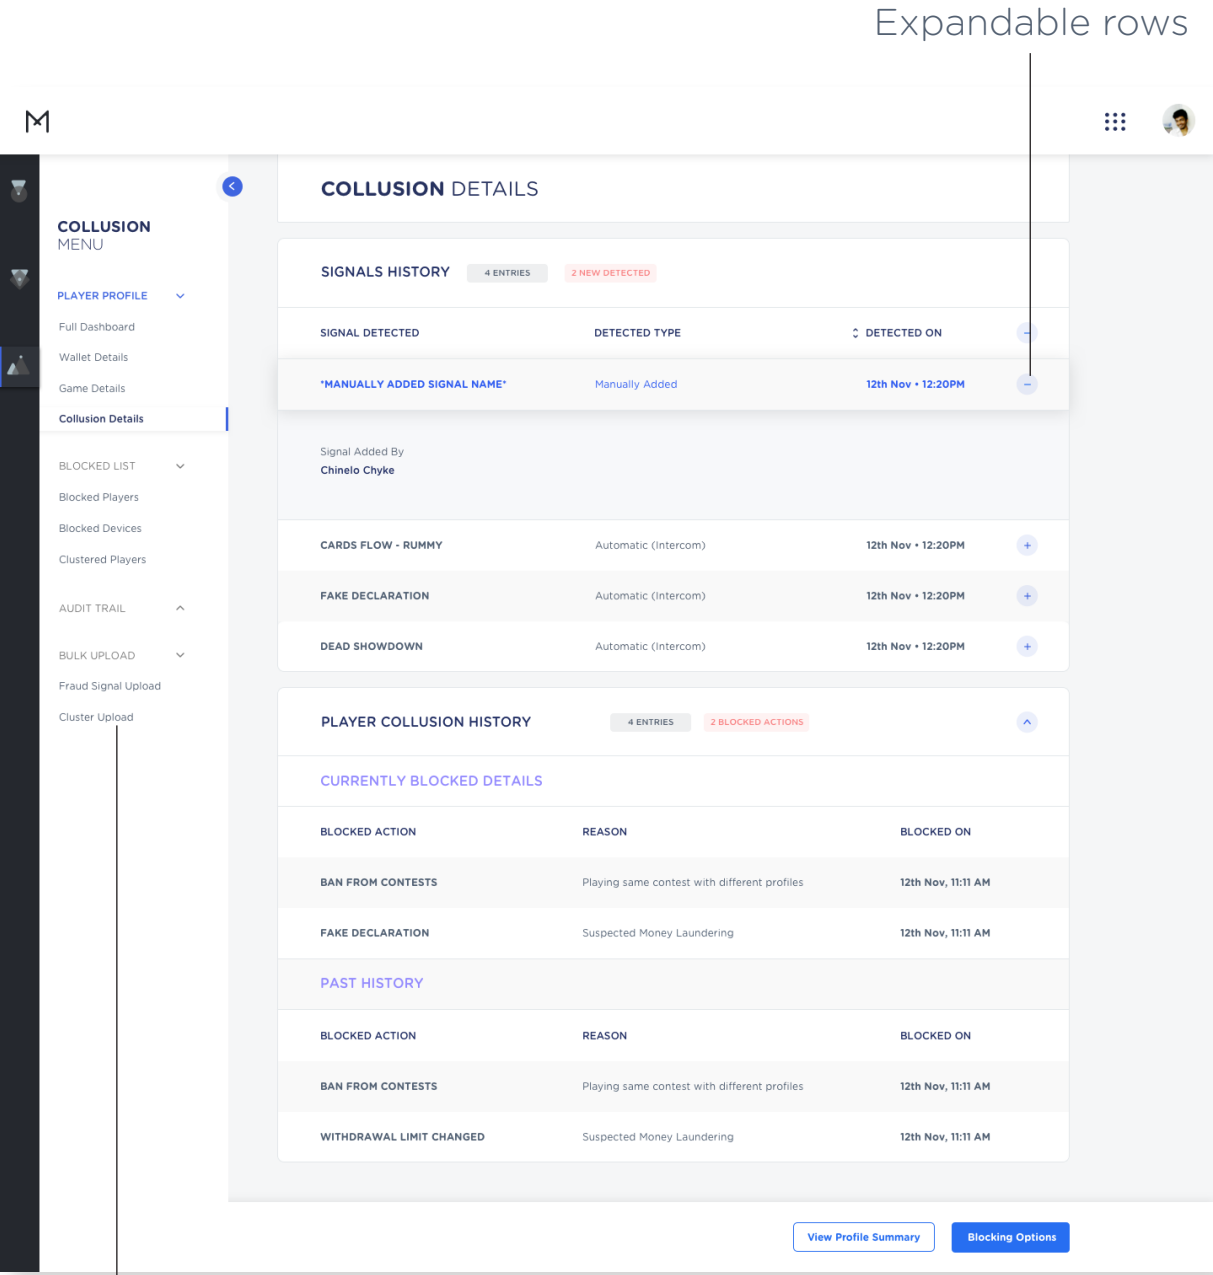 Expandable rows
COLLUSION DETAILS
COLLUSION
MENU
PLAYER PROFILE
Full Dashboard
Wallet Details
Game Details
Collusion Details
BLOCKED LIST
Blocked Players
Blocked Devices
Clustered Players
AUDIT TRAIL
BULK UPLOAD
Fraud Signal Upload
Cluster Upload
SIGNALS HISTORY 4 ENTRIES 2 NEW DETECTED
SIGNAL DETECTED DETECTED TYPE DETECTED ON
*MANUALLY ADDED SIGNAL NAME* Manually Added 12th Nov • 12:20PM
Signal Added By
Chinelo Chyke
CARDS FLOW - RUMMY Automatic (Intercom) 12th Nov • 12:20PM
FAKE DECLARATION Automatic (Intercom) 12th Nov • 12:20PM
DEAD SHOWDOWN Automatic (Intercom) 12th Nov • 12:20PM
PLAYER COLLUSION HISTORY 4 ENTRIES 2 BLOCKED ACTIONS
CURRENTLY BLOCKED DETAILS
BLOCKED ACTION REASON BLOCKED ON
BAN FROM CONTESTS Playing same contest with different profiles 12th Nov, 11:11 AM
FAKE DECLARATION Suspected Money Laundering 12th Nov, 11:11 AM
PAST HISTORY
BLOCKED ACTION REASON BLOCKED ON
BAN FROM CONTESTS Playing same contest with different profiles 12th Nov, 11:11 AM
WITHDRAWAL LIMIT CHANGED Suspected Money Laundering 12th Nov, 11:11 AM
View Profile Summary Blocking Options